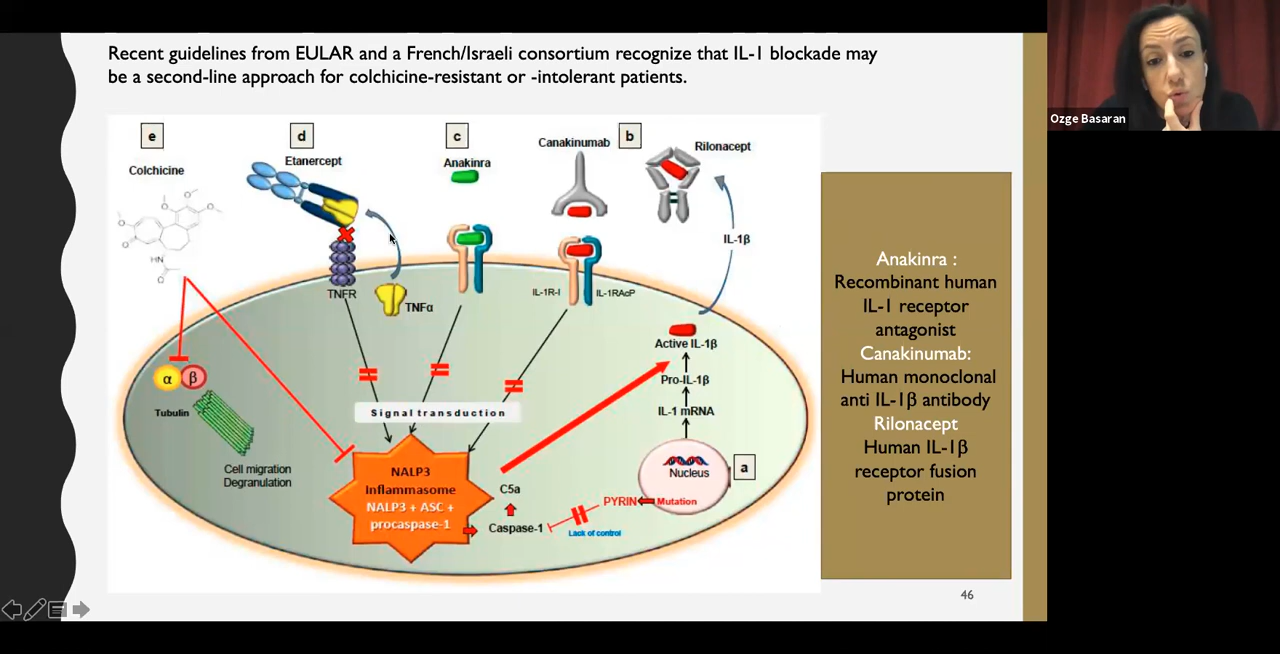 Recent guidelines from EULAR and a French/Israeli consortium recognize that IL-1 blockade may
be a second-line approach for colchicine-resistant or -intolerant patients.
Ozge Basaran
e
d
c
b
Colchicine
Etanercept
Anakinra
Canakinumab
Rilonacept
O
O
O
O
O
HN
O
TNFR
TNFα
IL-1R-I
IL-1RAcP
IL-1β
Active IL-1β
Pro-IL-1β
IL-1 mRNA
Nucleus
a
α
β
Tubulin
Cell migration
Degranulation
Signal transduction
NALP3
Inflammasome
NALP3 + ASC +
procaspase-1
C5a
Caspase-1
PYRIN
Mutation
Lack of control
Anakinra :
Recombinant human
IL-1 receptor
antagonist
Canakinumab:
Human monoclonal
anti IL-1β antibody
Rilonacept
Human IL-1β
receptor fusion
protein
46